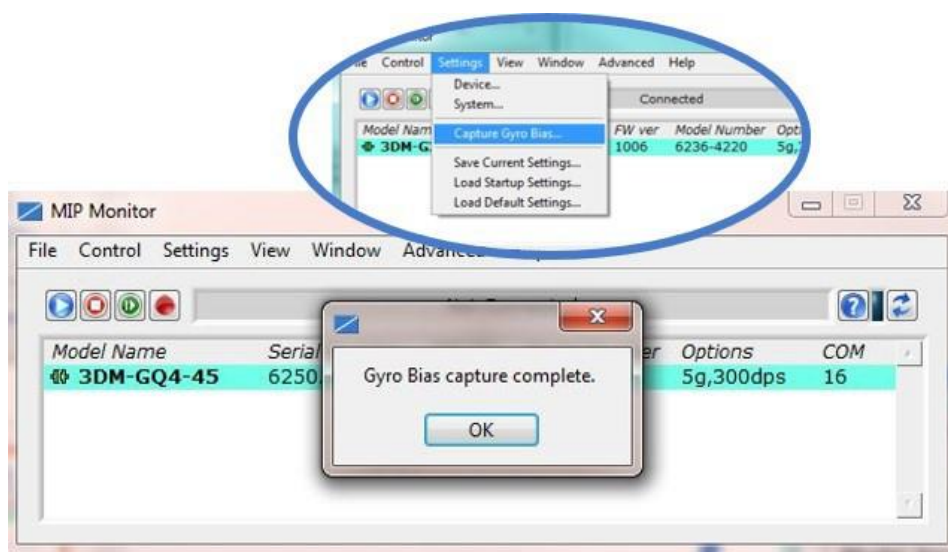 Control Settings View Window Advanced Help
Device...
System...
Connected
Capture Gyro Bias...
FW ver Model Number
1006 6236-4220
Save Current Settings...
Load Startup Settings...
Load Default Settings...
MIP Monitor
File Control Settings View Window
Model Name Serial Options COM
3DM-GQ4-45 6250 5g,300dps 16
Gyro Bias capture complete.
OK